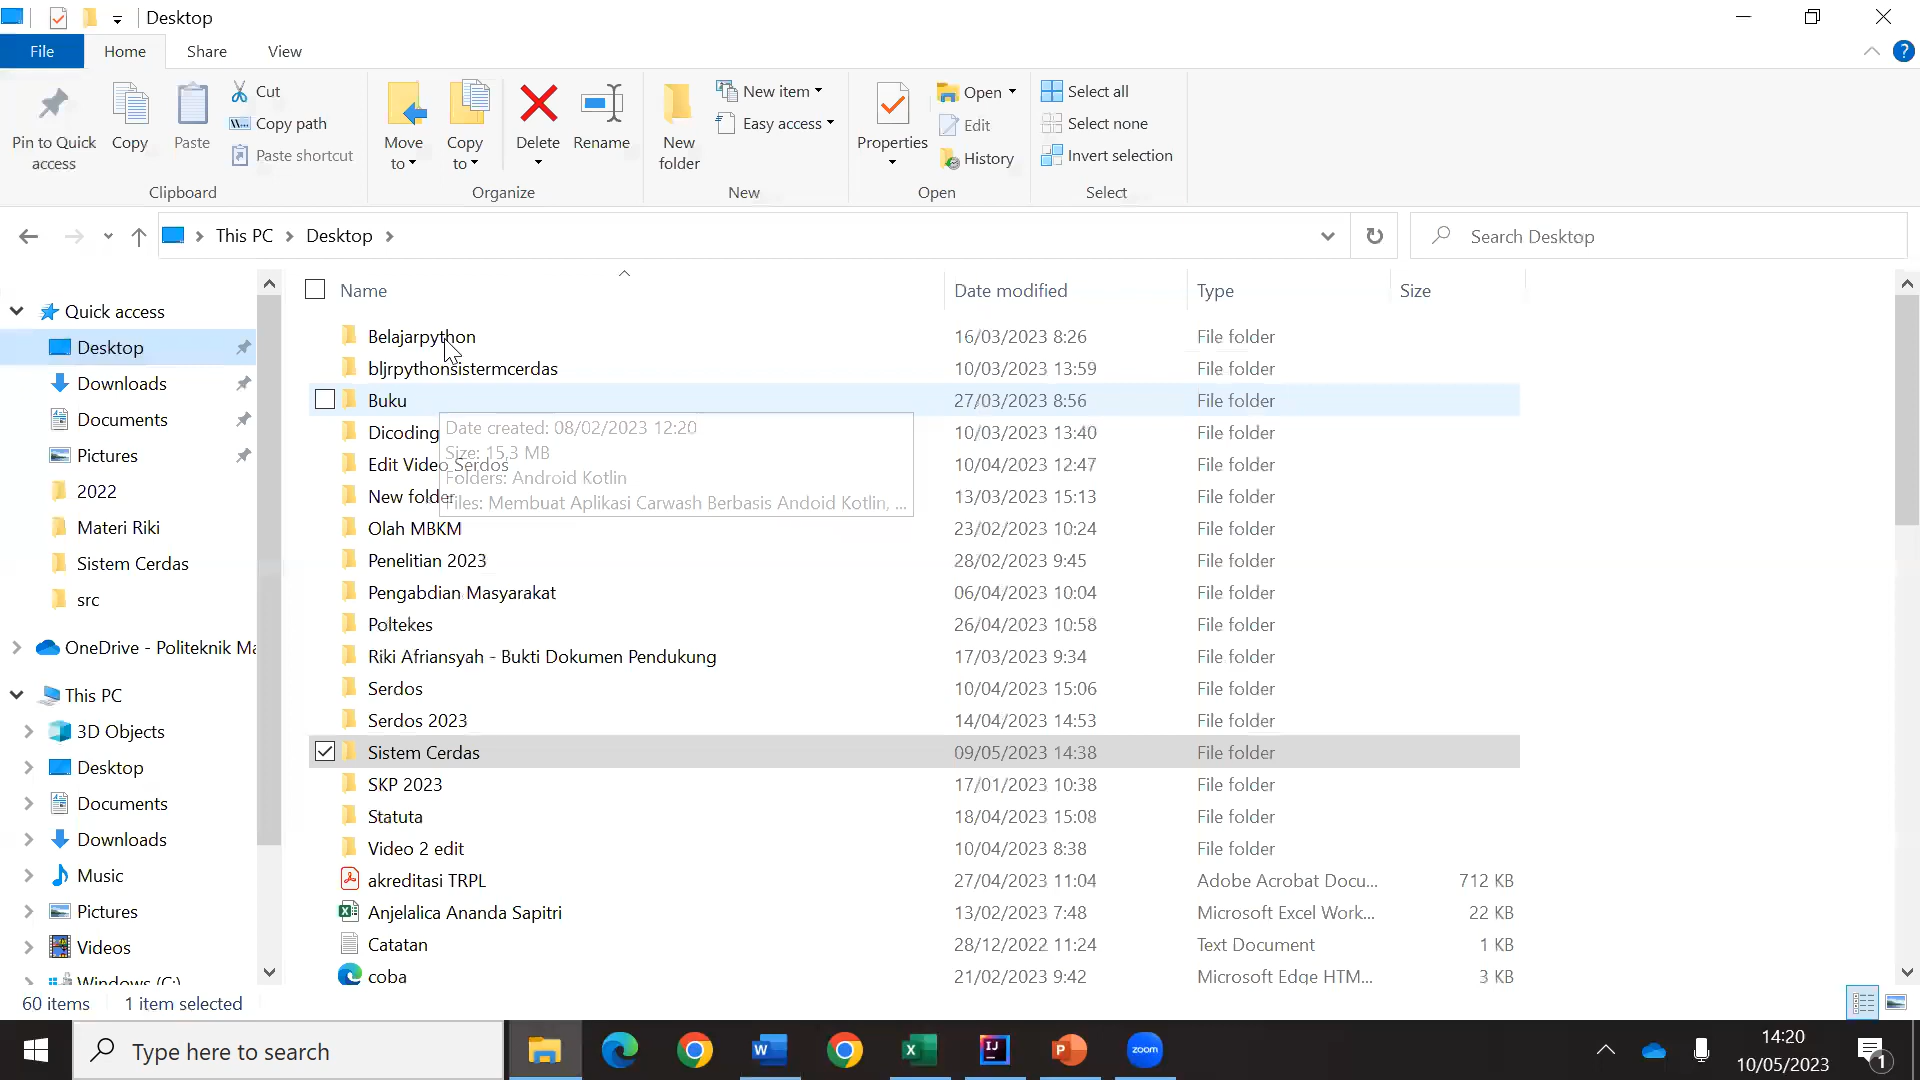 Desktop
File Home Share View
Pin to Quick access
Copy
Paste
Cut
Copy path
Paste shortcut
Clipboard
Move to
Copy to
Delete
Rename
Organize
New folder
New item
Easy access
New
Properties
Open
Edit
History
Open
Select all
Select none
Invert selection
Select
This PC Desktop
Search Desktop
Quick access
Desktop
Downloads
Documents
Pictures
2022
Materi Riki
Sistem Cerdas
src
OneDrive - Politeknik Ma
This PC
3D Objects
Desktop
Documents
Downloads
Music
Pictures
Videos
Windows (C:)
Name Date modified Type Size
Belajarpython 16/03/2023 8:26 File folder
bljrpythonsistermcerdas 10/03/2023 13:59 File folder
Buku 27/03/2023 8:56 File folder
Dicoding 10/03/2023 13:40 File folder
Edit Video Serdos 10/04/2023 12:47 File folder
New folder 13/03/2023 15:13 File folder
Olah MBKM 23/02/2023 10:24 File folder
Penelitian 2023 28/02/2023 9:45 File folder
Pengabdian Masyarakat 06/04/2023 10:04 File folder
Poltekes 26/04/2023 10:58 File folder
Riki Afriansyah - Bukti Dokumen Pendukung 17/03/2023 9:34 File folder
Serdos 10/04/2023 15:06 File folder
Serdos 2023 14/04/2023 14:53 File folder
Sistem Cerdas 09/05/2023 14:38 File folder
SKP 2023 17/01/2023 10:38 File folder
Statuta 18/04/2023 15:08 File folder
Video 2 edit 10/04/2023 8:38 File folder
akreditasi TRPL 27/04/2023 11:04 Adobe Acrobat Docu... 712 KB
Anjelalica Ananda Sapitri 13/02/2023 7:48 Microsoft Excel Work... 22 KB
Catatan 28/12/2022 11:24 Text Document 1 KB
coba 21/02/2023 9:42 Microsoft Edge HTM... 3 KB
Date created: 08/02/2023 12:20
Size: 15,3 MB
Folders: Android Kotlin
Files: Membuat Aplikasi Carwash Berbasis Andoid Kotlin, ...
60 items 1 item selected
Type here to search
W
X
IJ
P
zoom
14:20
10/05/2023
1